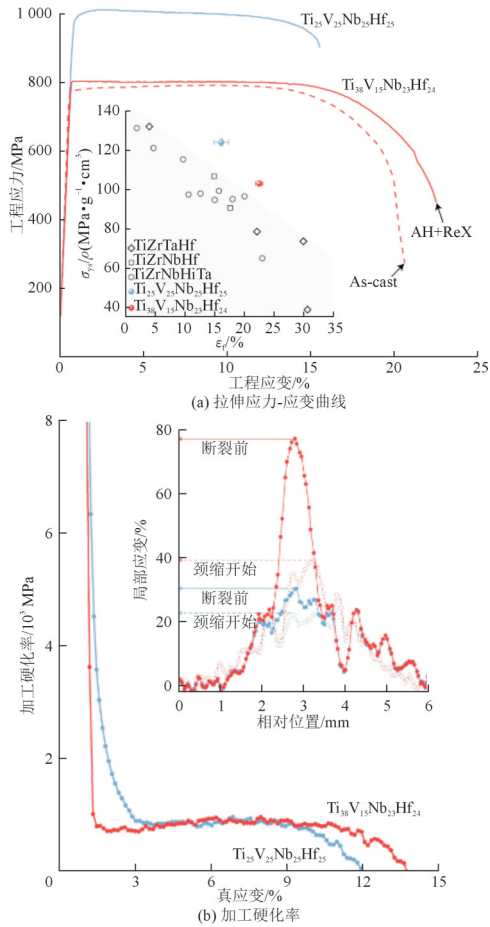 1 000
800
600
400
200
0
5
10
15
20
25
工程应力/MPa
工程应变/%
Ti25V25Nb25Hf25
Ti38V15Nb23Hf24
AH+ReX
As-cast
140
120
100
80
60
40
0
5
10
15
20
25
30
35
σys/ρ(MPa•g⁻¹•cm³)
εf/%
TiZrTaHf
TiZrNbHf
TiZrNbHiTa
Ti25V25Nb25Hf25
Ti38V15Nb23Hf24
(a) 拉伸应力-应变曲线
8
6
4
2
0
3
6
9
12
15
加工硬化率/10³ MPa
真应变/%
80
60
40
20
0
0
1
2
3
4
5
6
局部应变/%
相对位置/mm
断裂前
颈缩开始
断裂前
颈缩开始
Ti38V15Nb23Hf24
Ti25V25Nb25Hf25
(b) 加工硬化率